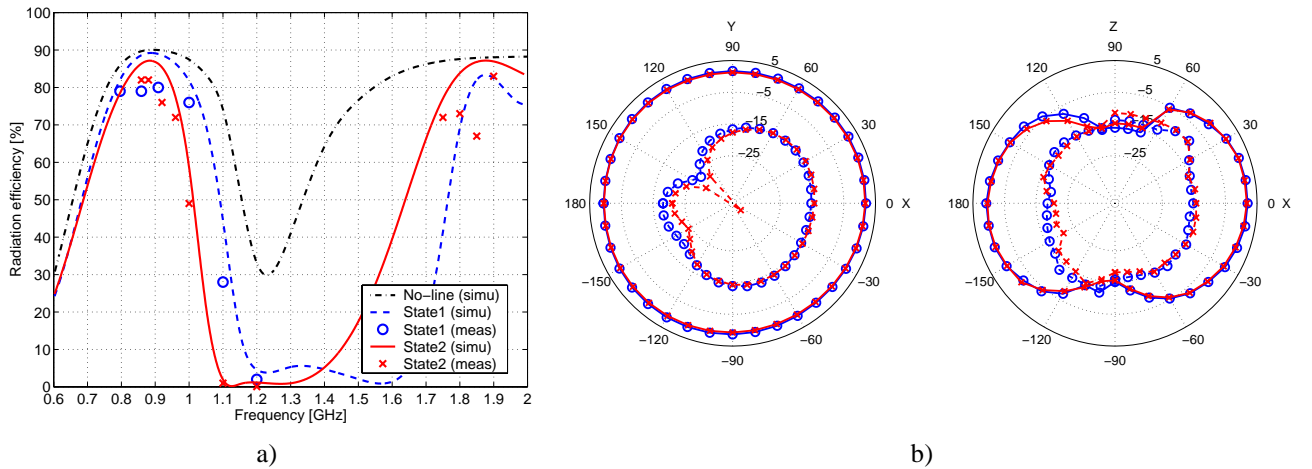 100
90
80
70
60
50
40
30
20
10
0
Radiation efficiency [%]
0.6 0.7 0.8 0.9 1 1.1 1.2 1.3 1.4 1.5 1.6 1.7 1.8 1.9 2
Frequency [GHz]
No-line (simu)
State1 (simu)
State1 (meas)
State2 (simu)
State2 (meas)
a)
Y
90
120 60 5
-5
150 30
-15
-25
180 0 X
-150 -30
-120 -60
-90
Z
90
120 60 5
-5
150 30
-25
180 0 X
-150 -30
-120 -60
-90
b)